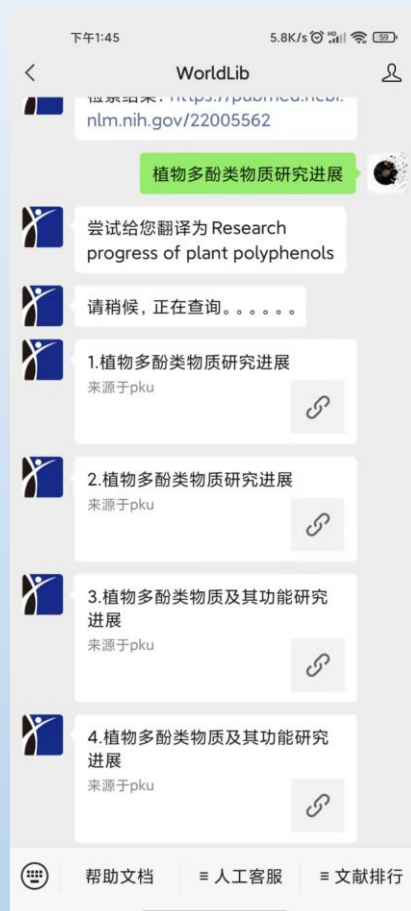 下午1:45
5.8K/s
59
WorldLib
nlm.nih.gov/22005562
植物多酚类物质研究进展
尝试给您翻译为 Research
progress of plant polyphenols
请稍候，正在查询。。。。。。
1.植物多酚类物质研究进展
来源于pku
2.植物多酚类物质研究进展
来源于pku
3.植物多酚类物质及其功能研究
进展
来源于pku
4.植物多酚类物质及其功能研究
进展
来源于pku
帮助文档
≡ 人工客服
≡ 文献排行